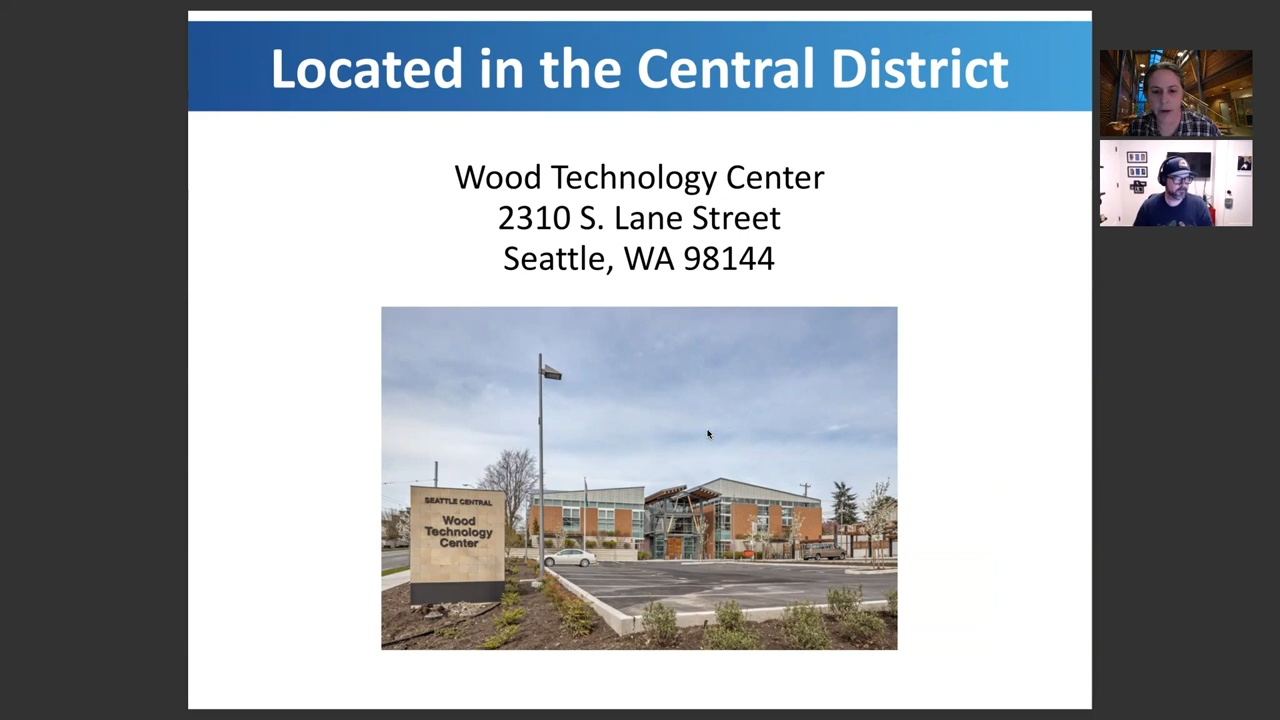 Located in the Central District
Wood Technology Center
2310 S. Lane Street
Seattle, WA 98144
SEATTLE CENTRAL
Wood
Technology
Center